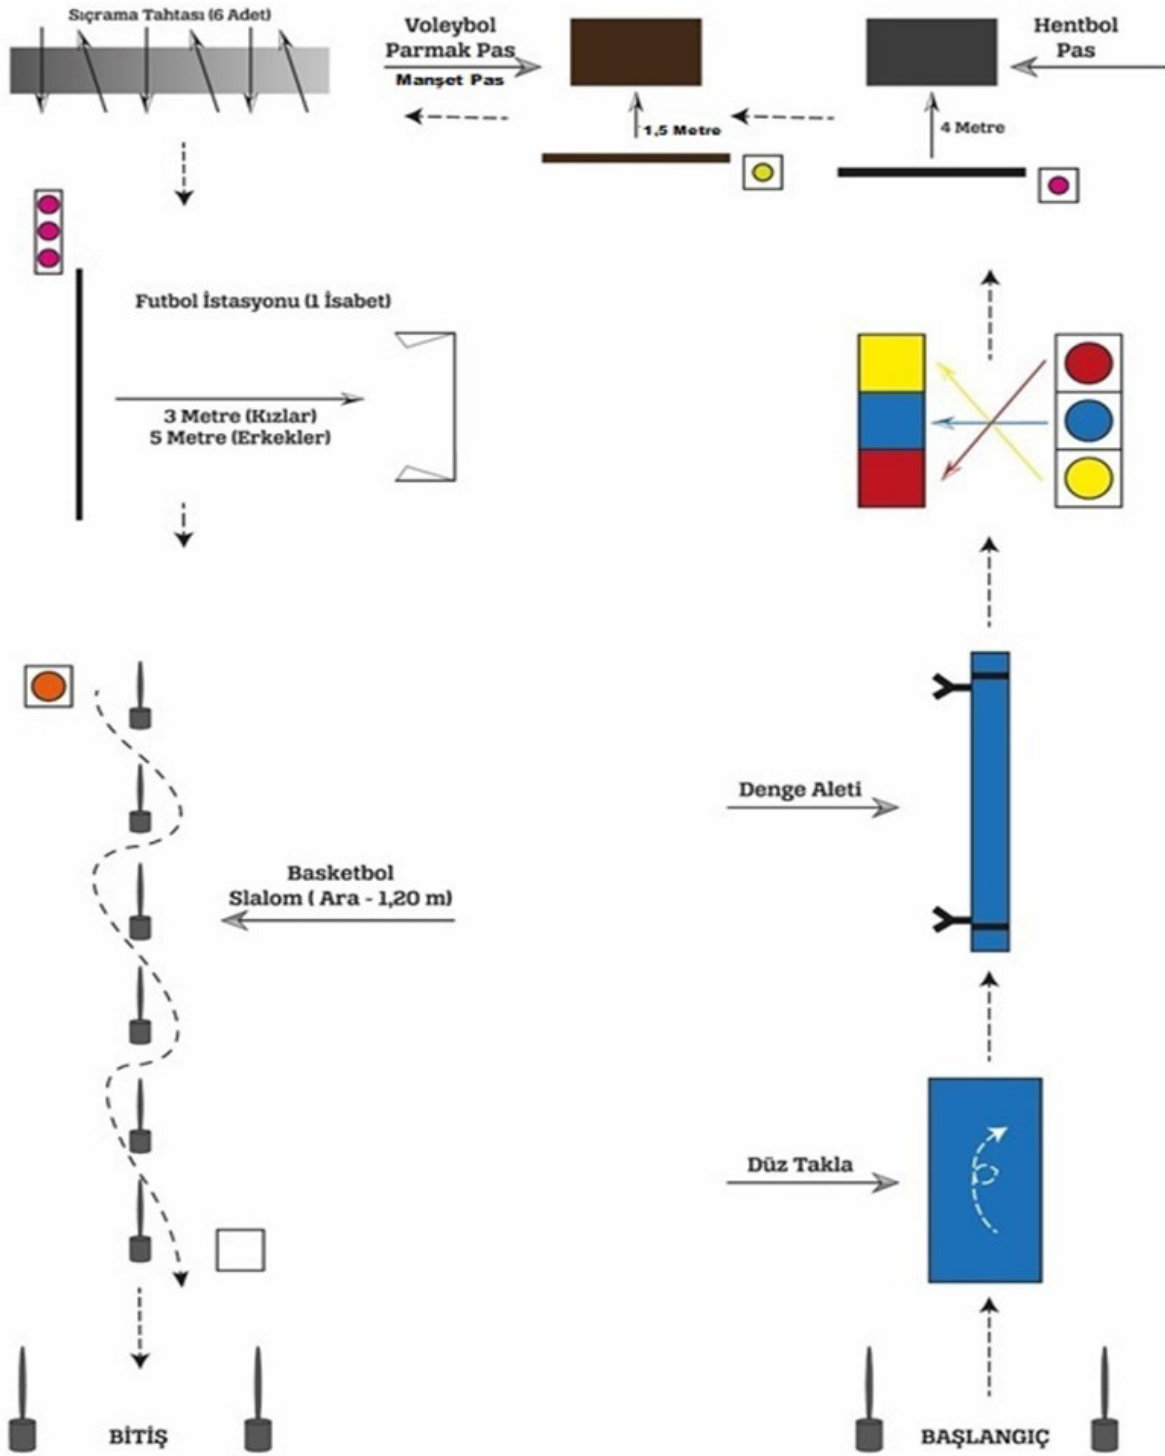 Sıçrama Tahtası (6 Adet)
Voleybol
Parmak Pas
Manşet Pas
Hentbol
Pas
1,5 Metre
4 Metre
Futbol İstasyonu (1 İsabet)
3 Metre (Kızlar)
5 Metre (Erkekler)
Denge Aleti
Basketbol
Slalom ( Ara - 1,20 m)
Düz Takla
BİTİŞ
BAŞLANGIÇ